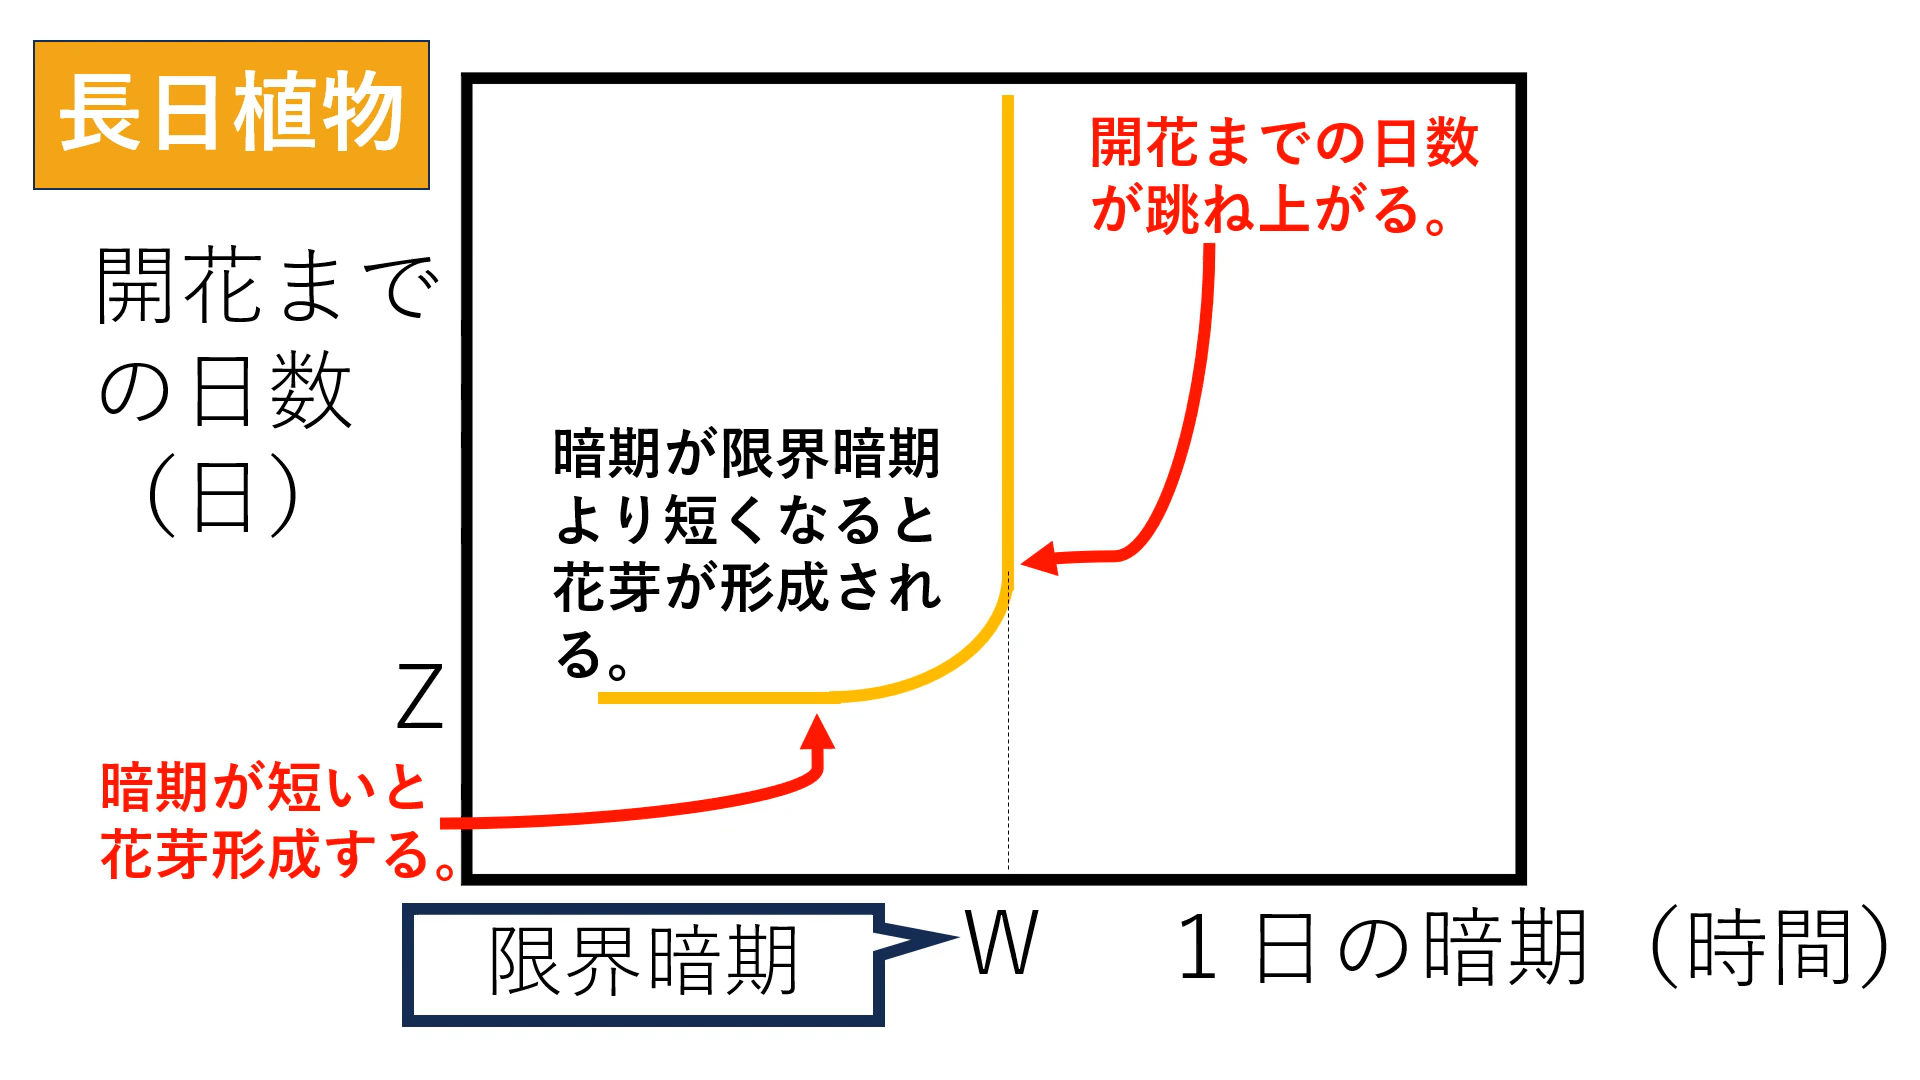 長日植物
開花まで
の日数
（日）
開花までの日数
が跳ね上がる。
暗期が限界暗期
より短くなると
花芽が形成され
る。
Z
暗期が短いと
花芽形成する。
限界暗期
W
１日の暗期（時間）